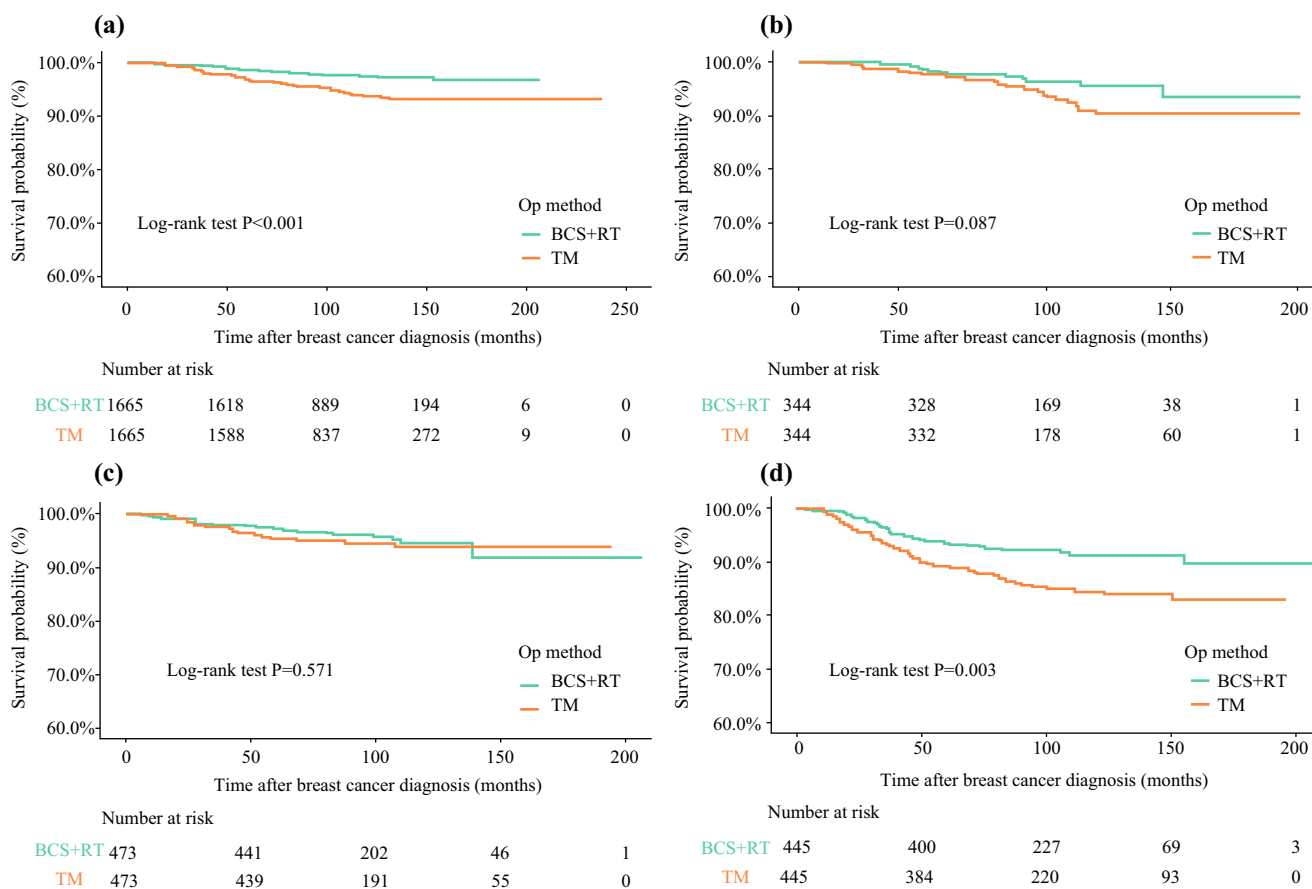 (a)
Survival probability (%)
100.0%
90.0%
80.0%
70.0%
60.0%
Log-rank test P<0.001
Op method
BCS+RT
TM
0 50 100 150 200 250
Time after breast cancer diagnosis (months)
Number at risk
BCS+RT 1665 1618 889 194 6 0
TM 1665 1588 837 272 9 0
(b)
Survival probability (%)
100.0%
90.0%
80.0%
70.0%
60.0%
Log-rank test P=0.087
Op method
BCS+RT
TM
0 50 100 150 200
Time after breast cancer diagnosis (months)
Number at risk
BCS+RT 344 328 169 38 1
TM 344 332 178 60 1
(c)
Survival probability (%)
100.0%
90.0%
80.0%
70.0%
60.0%
Log-rank test P=0.571
Op method
BCS+RT
TM
0 50 100 150 200
Time after breast cancer diagnosis (months)
Number at risk
BCS+RT 473 441 202 46 1
TM 473 439 191 55 0
(d)
Survival probability (%)
100.0%
90.0%
80.0%
70.0%
60.0%
Log-rank test P=0.003
Op method
BCS+RT
TM
0 50 100 150 200
Time after breast cancer diagnosis (months)
Number at risk
BCS+RT 445 400 227 69 3
TM 445 384 220 93 0